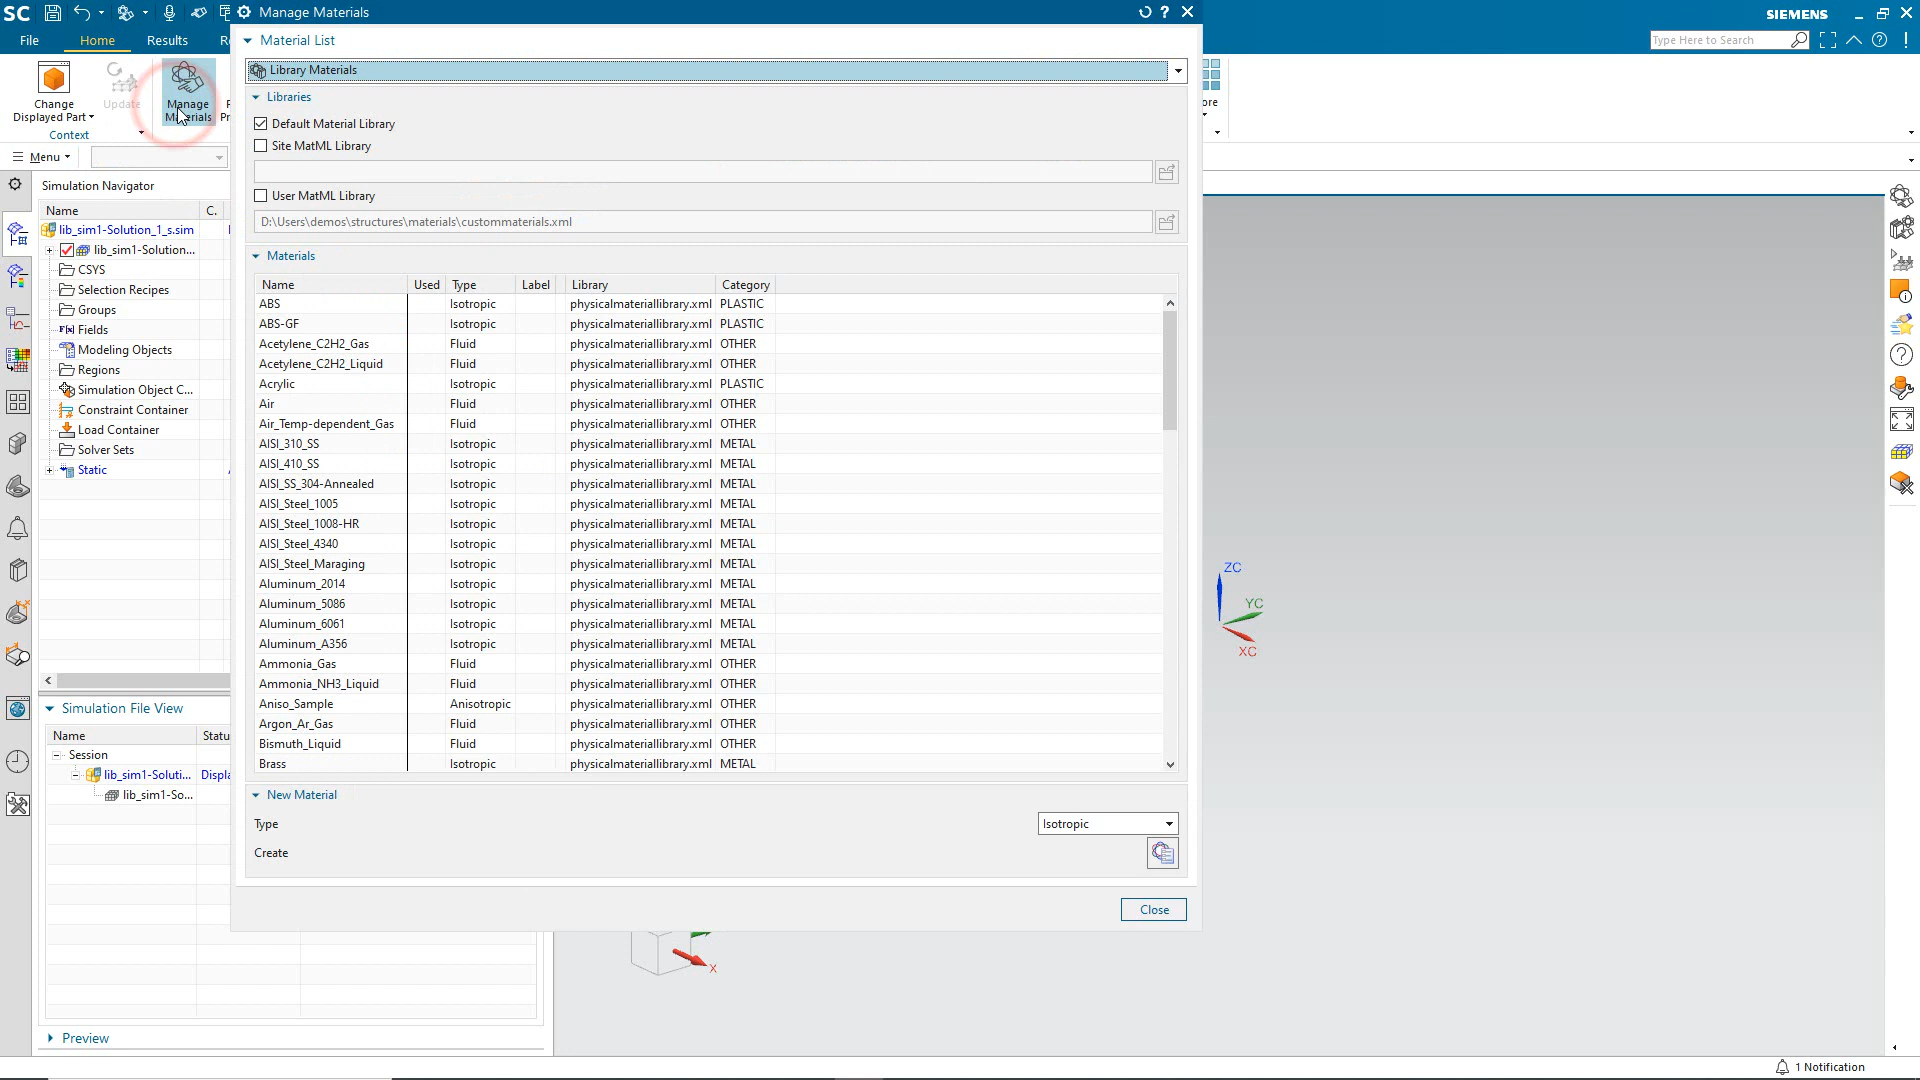 SC
Manage Materials
SIEMENS
File
Home
Results
Material List
Type Here to Search
Library Materials
Change
Displayed Part
Update
Manage
Materials
Context
Libraries
Default Material Library
Site MatML Library
User MatML Library
D:\Users\demos\structures\materials\custommaterials.xml
Menu
Simulation Navigator
Name C.
lib_sim1-Solution_1_s.sim
lib_sim1-Solution...
CSYS
Selection Recipes
Groups
Fields
Modeling Objects
Regions
Simulation Object C...
Constraint Container
Load Container
Solver Sets
Static
Materials
Name Used Type Label Library Category
ABS Isotropic physicalmateriallibrary.xml PLASTIC
ABS-GF Isotropic physicalmateriallibrary.xml PLASTIC
Acetylene_C2H2_Gas Fluid physicalmateriallibrary.xml OTHER
Acetylene_C2H2_Liquid Fluid physicalmateriallibrary.xml OTHER
Acrylic Isotropic physicalmateriallibrary.xml PLASTIC
Air Fluid physicalmateriallibrary.xml OTHER
Air_Temp-dependent_Gas Fluid physicalmateriallibrary.xml OTHER
AISI_310_SS Isotropic physicalmateriallibrary.xml METAL
AISI_410_SS Isotropic physicalmateriallibrary.xml METAL
AISI_SS_304-Annealed Isotropic physicalmateriallibrary.xml METAL
AISI_Steel_1005 Isotropic physicalmateriallibrary.xml METAL
AISI_Steel_1008-HR Isotropic physicalmateriallibrary.xml METAL
AISI_Steel_4340 Isotropic physicalmateriallibrary.xml METAL
AISI_Steel_Maraging Isotropic physicalmateriallibrary.xml METAL
Aluminum_2014 Isotropic physicalmateriallibrary.xml METAL
Aluminum_5086 Isotropic physicalmateriallibrary.xml METAL
Aluminum_6061 Isotropic physicalmateriallibrary.xml METAL
Aluminum_A356 Isotropic physicalmateriallibrary.xml METAL
Ammonia_Gas Fluid physicalmateriallibrary.xml OTHER
Ammonia_NH3_Liquid Fluid physicalmateriallibrary.xml OTHER
Aniso_Sample Anisotropic physicalmateriallibrary.xml OTHER
Argon_Ar_Gas Fluid physicalmateriallibrary.xml OTHER
Bismuth_Liquid Fluid physicalmateriallibrary.xml OTHER
Brass Isotropic physicalmateriallibrary.xml METAL
New Material
Type Isotropic
Create
Close
ZC
YC
XC
X
Simulation File View
Name Statu
Session
lib_sim1-Soluti... Displa
lib_sim1-So...
Preview
1 Notification